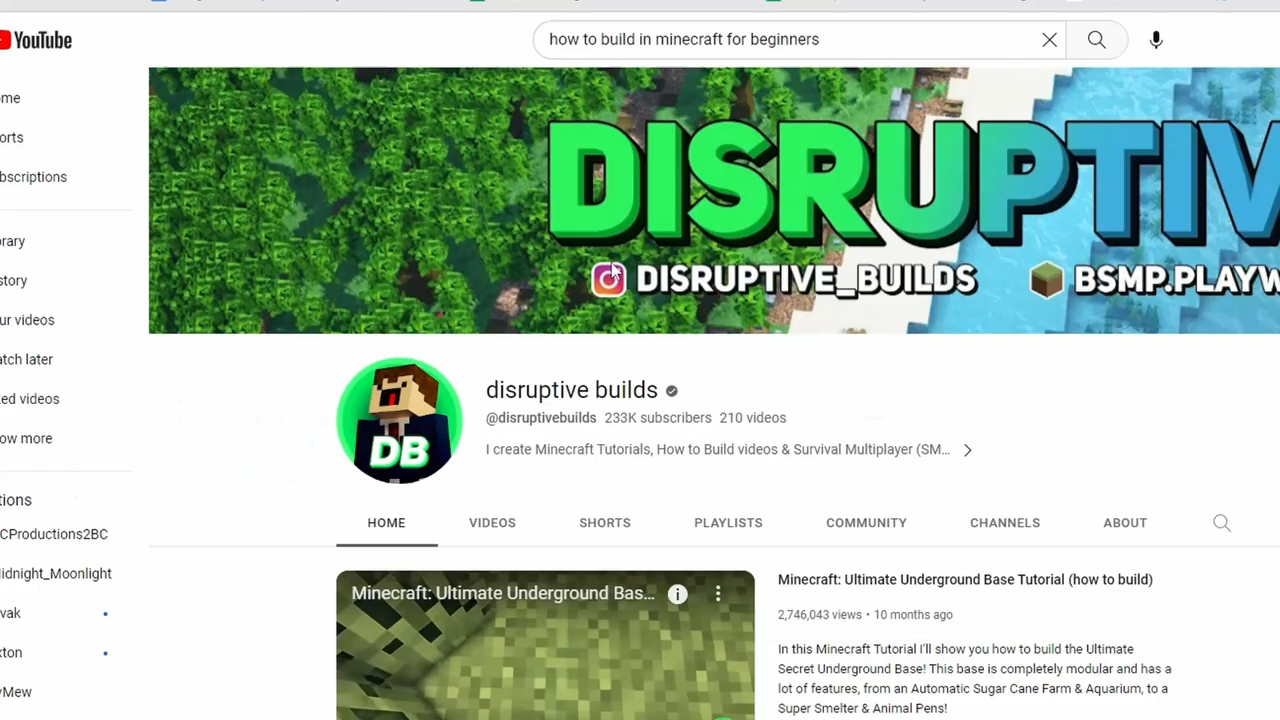 YouTube
how to build in minecraft for beginners
DISRUPTIV
DISRUPTIVE_BUILDS
BSMP.PLAYW
ome
orts
bscriptions
rary
story
ur videos
atch later
ked videos
ow more
tions
CProductions2BC
idnight_Moonlight
vak
xton
yMew
DB
disruptive builds
@disruptivebuilds 233K subscribers 210 videos
I create Minecraft Tutorials, How to Build videos & Survival Multiplayer (SM...
HOME VIDEOS SHORTS PLAYLISTS COMMUNITY CHANNELS ABOUT
Minecraft: Ultimate Underground Bas...
Minecraft: Ultimate Underground Base Tutorial (how to build)
2,746,043 views • 10 months ago
In this Minecraft Tutorial I'll show you how to build the Ultimate
Secret Underground Base! This base is completely modular and has a
lot of features, from an Automatic Sugar Cane Farm & Aquarium, to a
Super Smelter & Animal Pens!